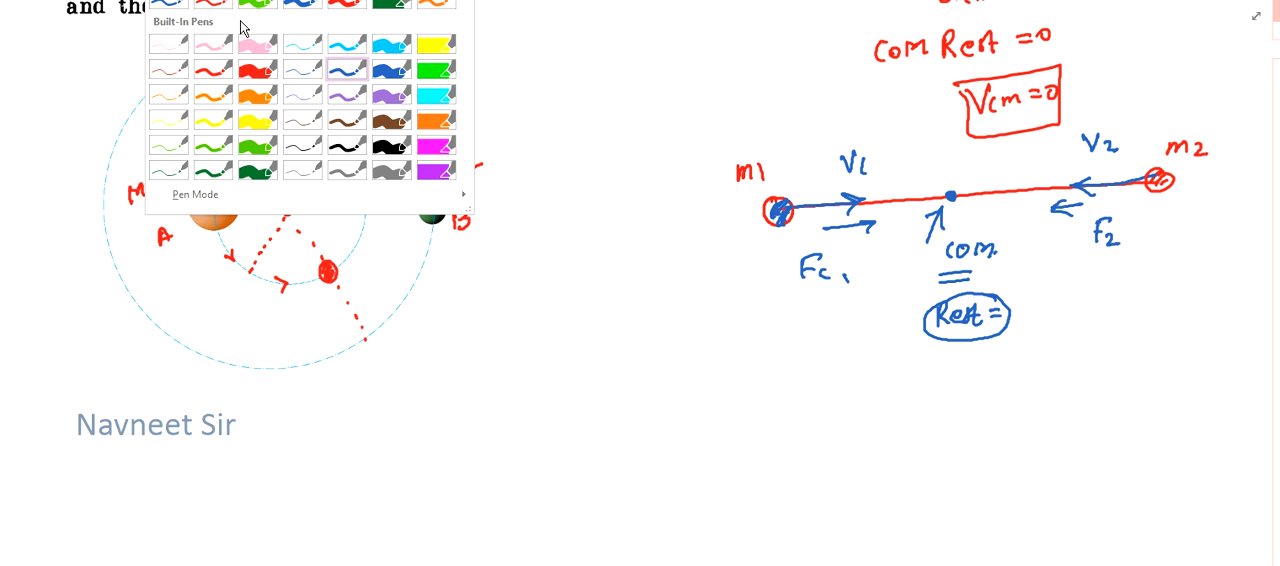 and the
Built-In Pens
Pen Mode
com Rest = 0
Vcm = 0
m1
V1
V2
m2
M
A
B
Fc1
F2
com.
Rest =
Navneet Sir